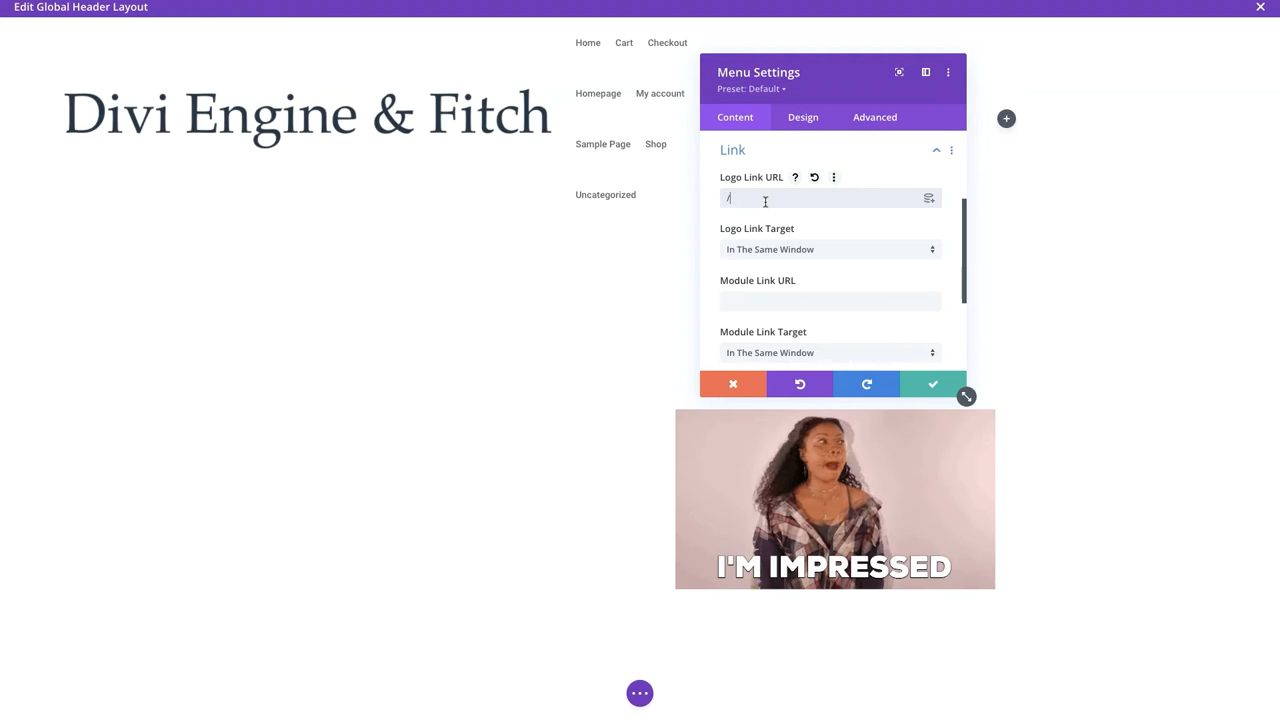 Edit Global Header Layout
Home Cart Checkout
Homepage My account
Sample Page Shop
Uncategorized
Divi Engine & Fitch
Menu Settings
Preset: Default
Content Design Advanced
Link
Logo Link URL ?
/
Logo Link Target
In The Same Window
Module Link URL
Module Link Target
In The Same Window
I'M IMPRESSED